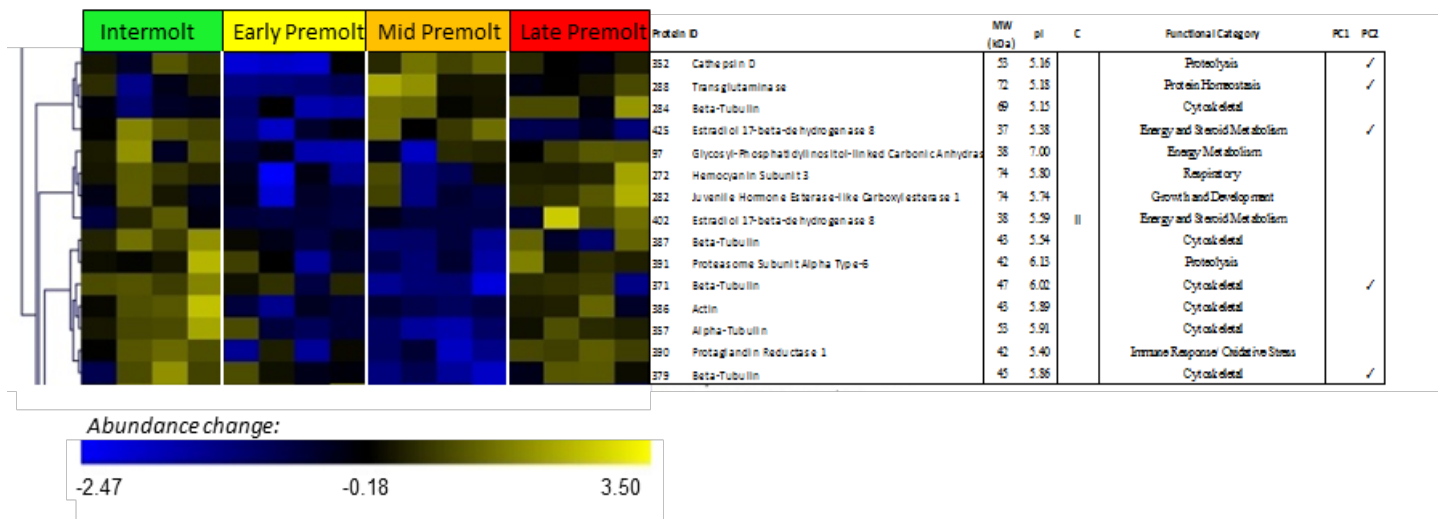 Intermolt Early Premolt Mid Premolt Late Premolt Protein ID MW (kDa) pI C Functional Category PC1 PC2
352 Cathepsin D 53 5.16 Proteolysis ✓
288 Transglutaminase 72 5.18 Protein Homeostasis ✓
284 Beta-Tubulin 69 5.15 Cytoskeletal
425 Estradiol 17-beta-dehydrogenase 8 37 5.38 Energy and Steroid Metabolism ✓
97 Glycosyl-Phosphatidylinositol-linked Carbonic Anhydras 38 7.00 Energy Metabolism
272 Hemocyanin Subunit 3 74 5.80 Respiratory
282 Juvenile Hormone Esterase-like Carboxylesterase 1 74 5.74 Growth and Development
402 Estradiol 17-beta-dehydrogenase 8 38 5.59 II Energy and Steroid Metabolism
387 Beta-Tubulin 43 5.54 Cytoskeletal
391 Proteasome Subunit Alpha Type-6 42 6.13 Proteolysis
371 Beta-Tubulin 47 6.02 Cytoskeletal ✓
386 Actin 43 5.89 Cytoskeletal
357 Alpha-Tubulin 53 5.91 Cytoskeletal
390 Protaglandin Reductase 1 42 5.40 Immune Response/ Oxidative Stress
379 Beta-Tubulin 45 5.86 Cytoskeletal ✓
Abundance change:
-2.47 -0.18 3.50